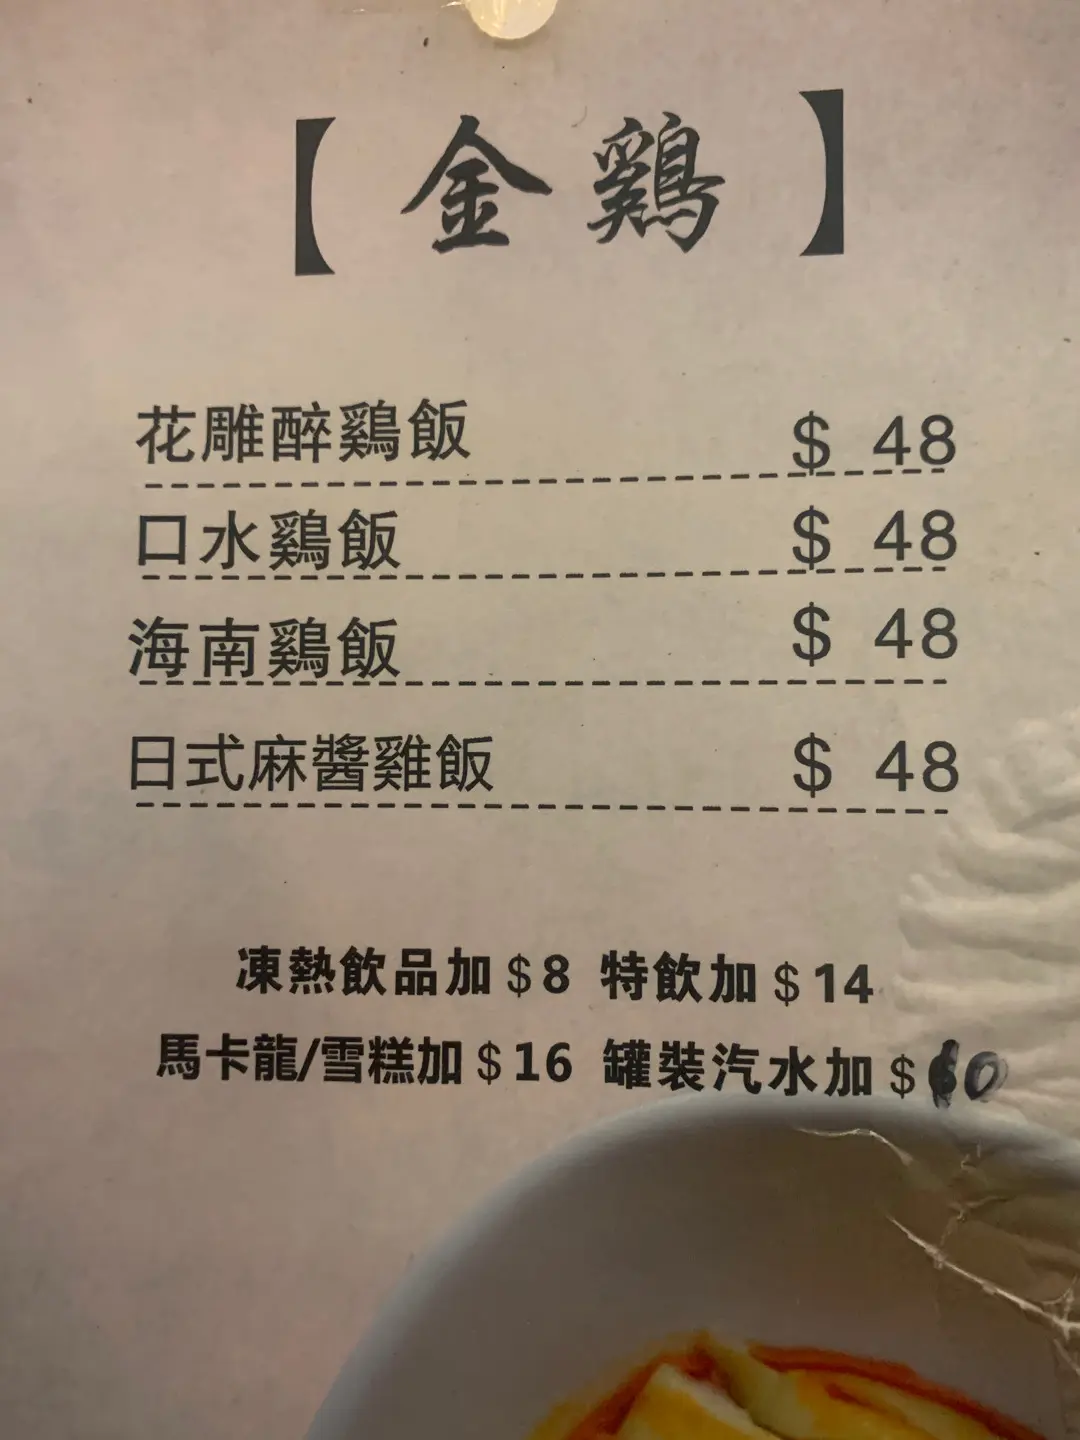 【 金鷄 】
花雕醉鷄飯 $ 48
口水鷄飯 $ 48
海南鷄飯 $ 48
日式麻醬雞飯 $ 48
凍熱飲品加$8 特飲加$14
馬卡龍/雪糕加$16 罐裝汽水加$